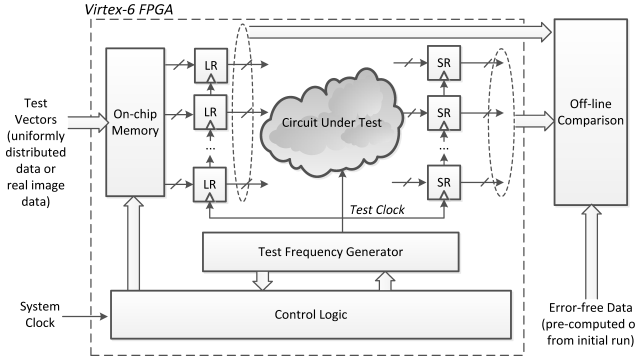 Virtex-6 FPGA
Test
Vectors
(uniformly
distributed
data or
real image
data)
On-chip
Memory
LR
LR
...
LR
Circuit Under Test
SR
SR
...
SR
Off-line
Comparison
Test Clock
Test Frequency Generator
System
Clock
Control Logic
Error-free Data
(pre-computed o
from initial run)